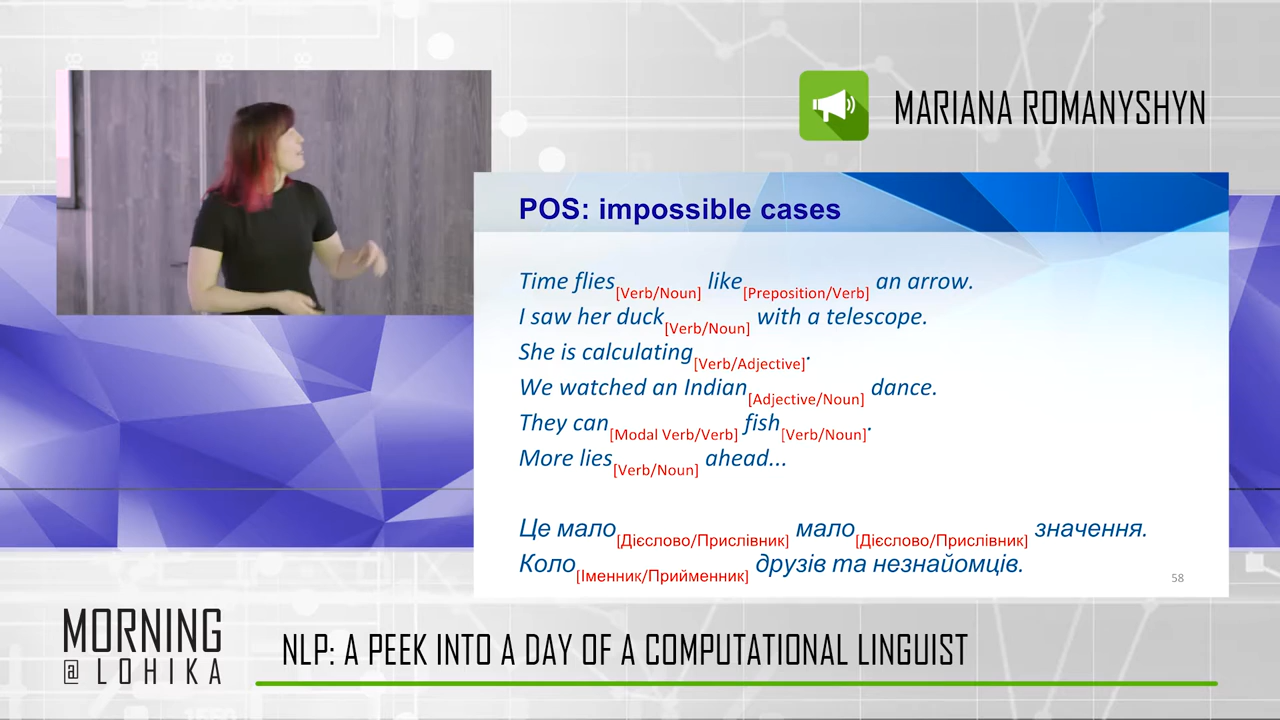 MARIANA ROMANYSHYN
POS: impossible cases
Time flies[Verb/Noun] like[Preposition/Verb] an arrow.
I saw her duck[Verb/Noun] with a telescope.
She is calculating[Verb/Adjective].
We watched an Indian[Adjective/Noun] dance.
They can[Modal Verb/Verb] fish[Verb/Noun].
More lies[Verb/Noun] ahead...
Це мало[Дієслово/Прислівник] мало[Дієслово/Прислівник] значення.
Коло[Іменник/Прийменник] друзів та незнайомців.
58
MORNING
@ LOHIKA
NLP: A PEEK INTO A DAY OF A COMPUTATIONAL LINGUIST